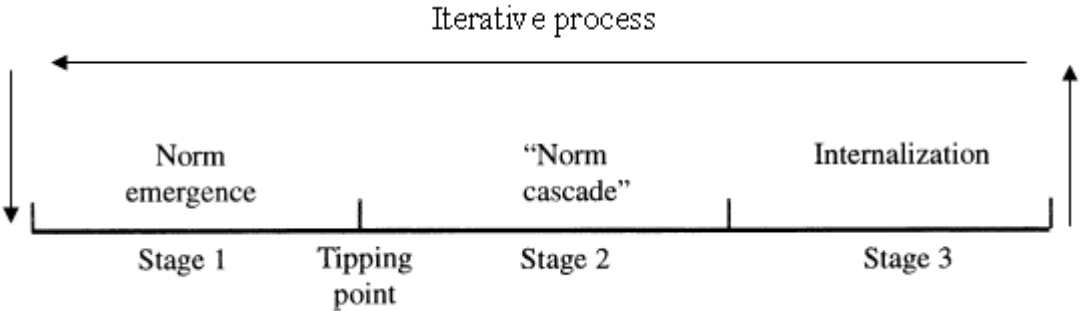 Iterative process
Norm
emergence
“Norm
cascade”
Internalization
Stage 1
Tipping
point
Stage 2
Stage 3